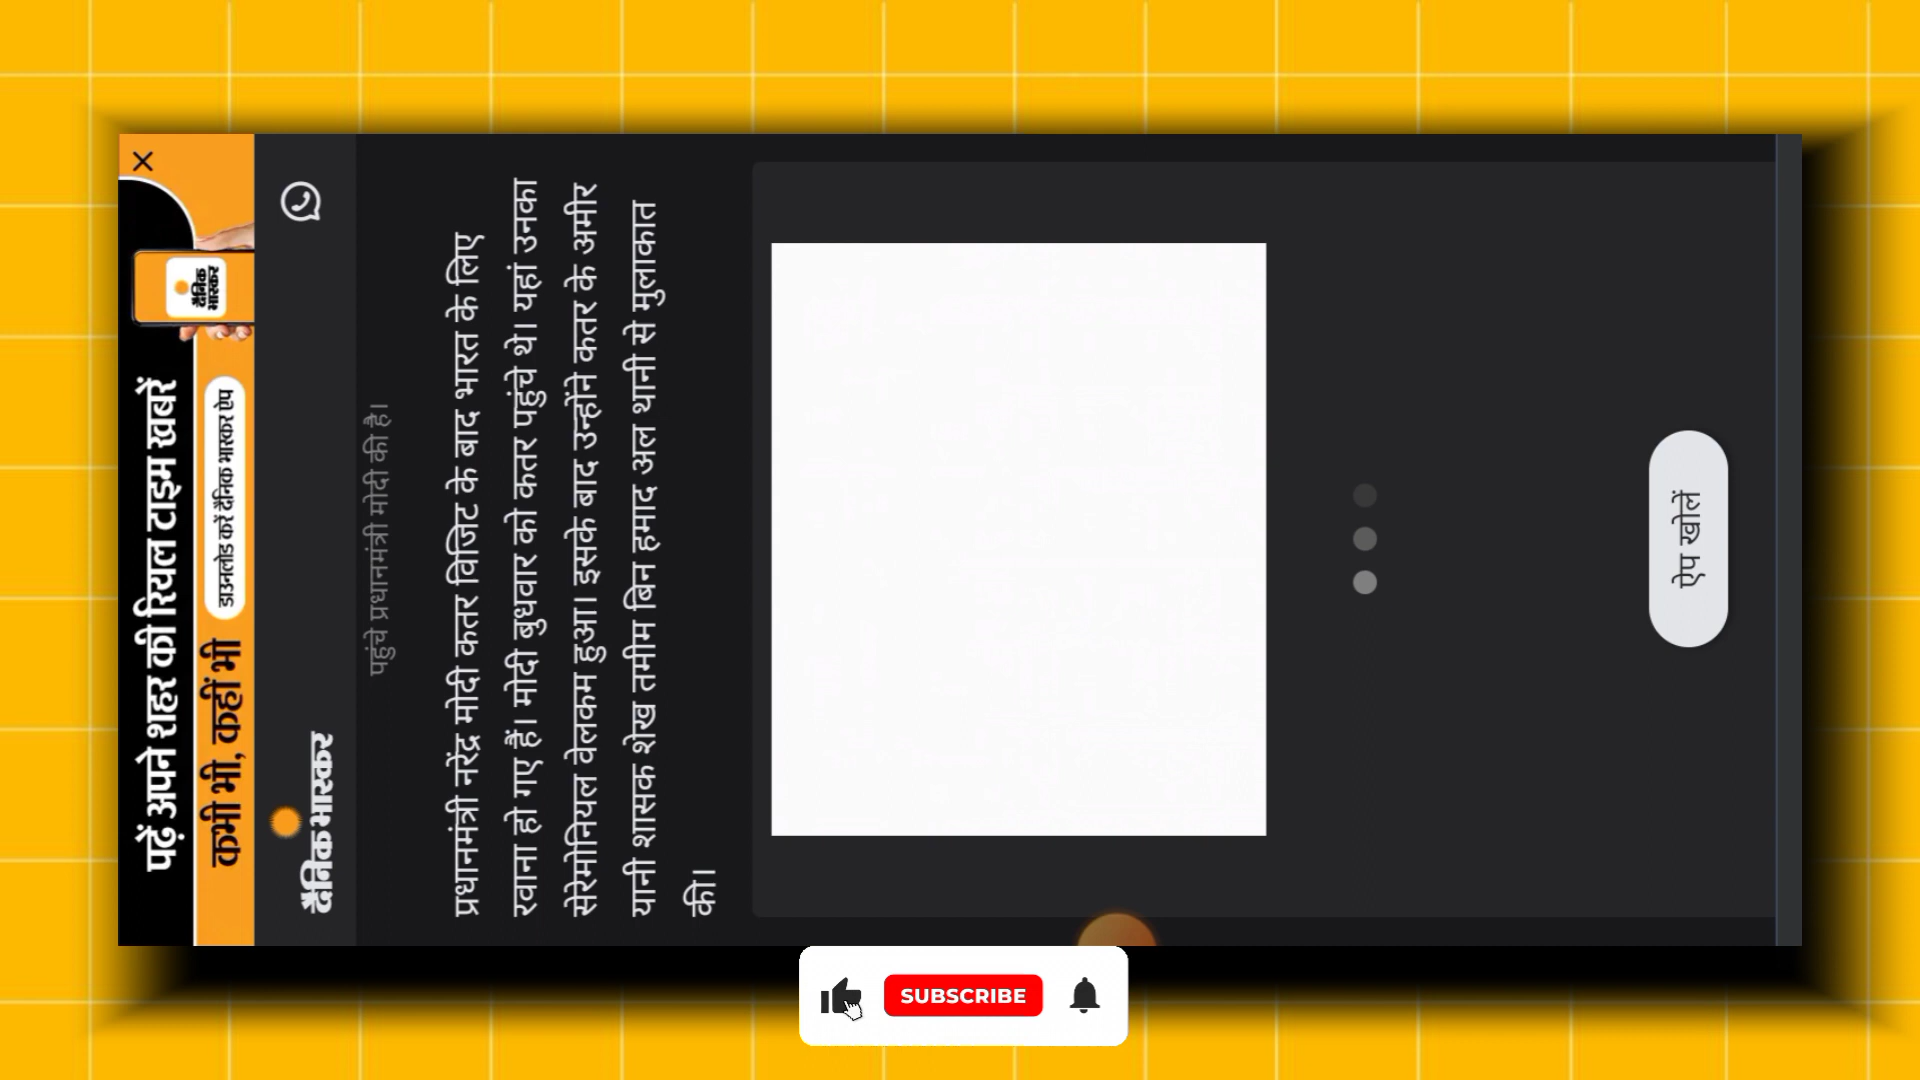 पढ़ें अपने शहर की रियल टाइम खबरें
कभी भी, कहीं भी
डाउनलोड करें दैनिक भास्कर ऐप
दैनिक
भास्कर
दैनिक भास्कर
पहुंचे प्रधानमंत्री मोदी की है।
प्रधानमंत्री नरेंद्र मोदी कतर विजिट के बाद भारत के लिए
रवाना हो गए हैं। मोदी बुधवार को कतर पहुंचे थे। यहां उनका
सेरेमोनियल वेलकम हुआ। इसके बाद उन्होंने कतर के अमीर
यानी शासक शेख तमीम बिन हमाद अल थानी से मुलाकात
की।
ऐप खोलें
SUBSCRIBE